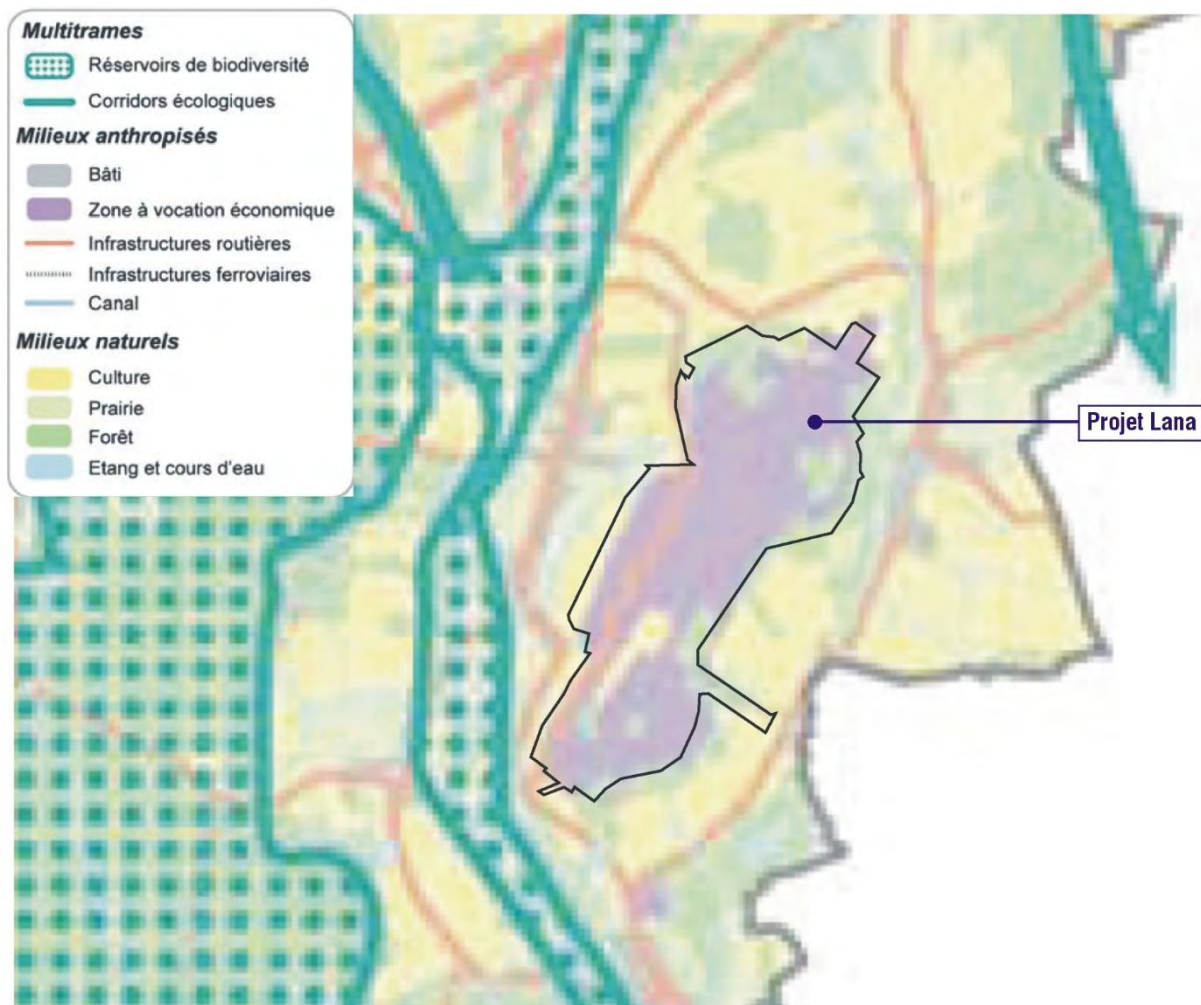 Multitrames
Réservoirs de biodiversité
Corridors écologiques
Milieux anthropisés
Bâti
Zone à vocation économique
Infrastructures routières
Infrastructures ferroviaires
Canal
Milieux naturels
Culture
Prairie
Forêt
Etang et cours d'eau
Projet Lana